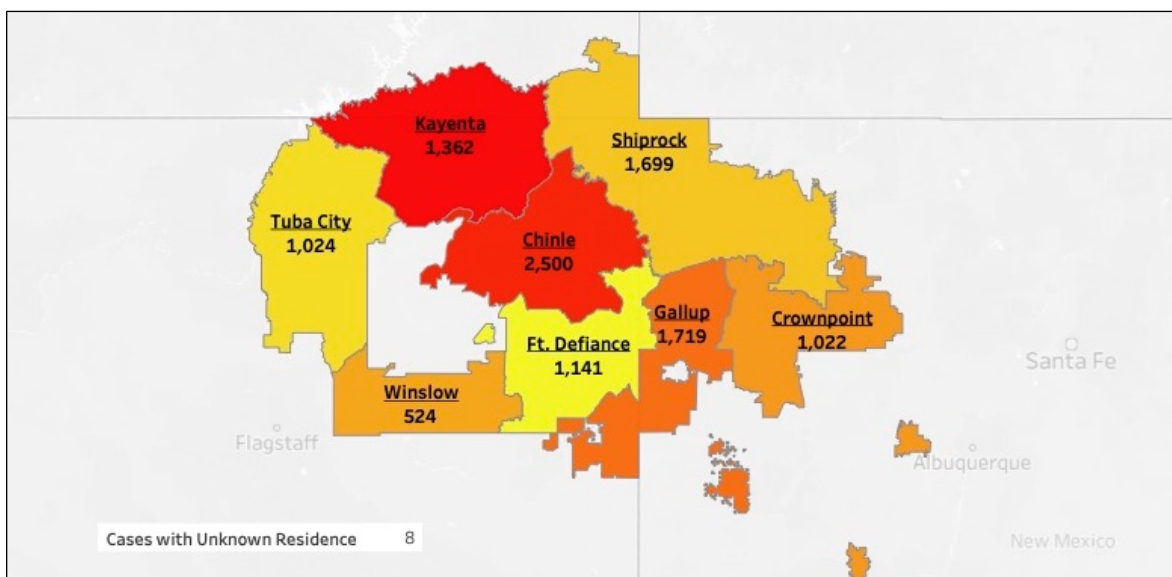 Kayenta
1,362
Shiprock
1,699
Tuba City
1,024
Chinle
2,500
Gallup
1,719
Crownpoint
1,022
Ft. Defiance
1,141
Santa Fe
Winslow
524
Flagstaff
Albuquerque
Cases with Unknown Residence 8
New Mexico